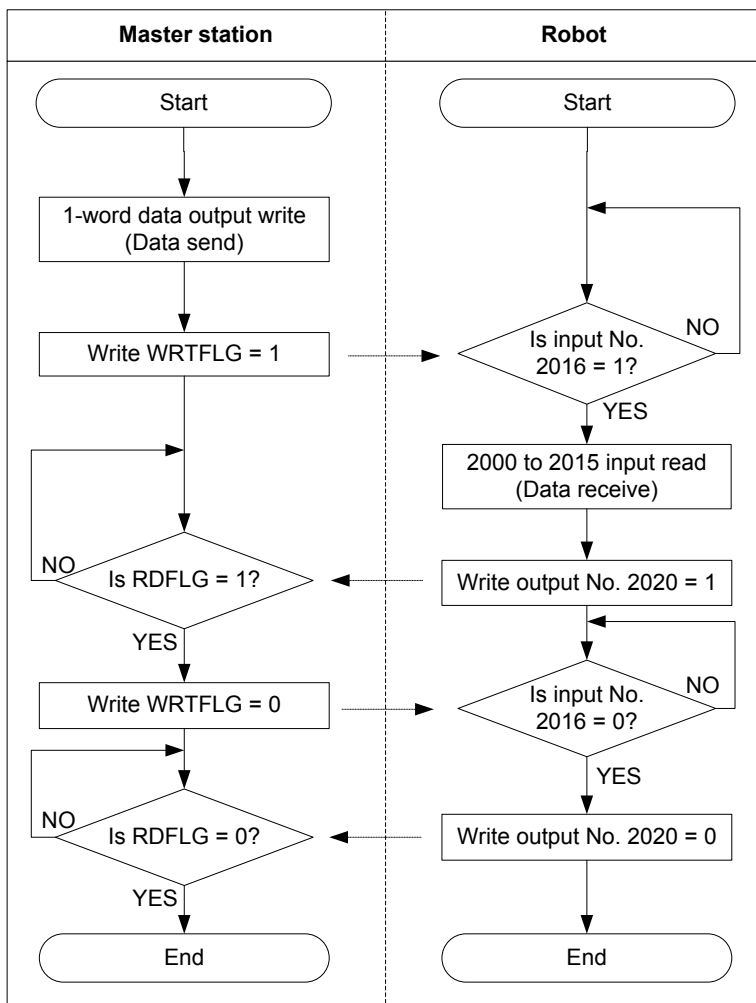 Master station
Robot
Start
1-word data output write
(Data send)
Write WRTFLG = 1
NO
Is RDFLG = 1?
YES
Write WRTFLG = 0
NO
Is RDFLG = 0?
YES
End
Start
Is input No.
2016 = 1?
NO
YES
2000 to 2015 input read
(Data receive)
Write output No. 2020 = 1
Is input No.
2016 = 0?
NO
YES
Write output No. 2020 = 0
End